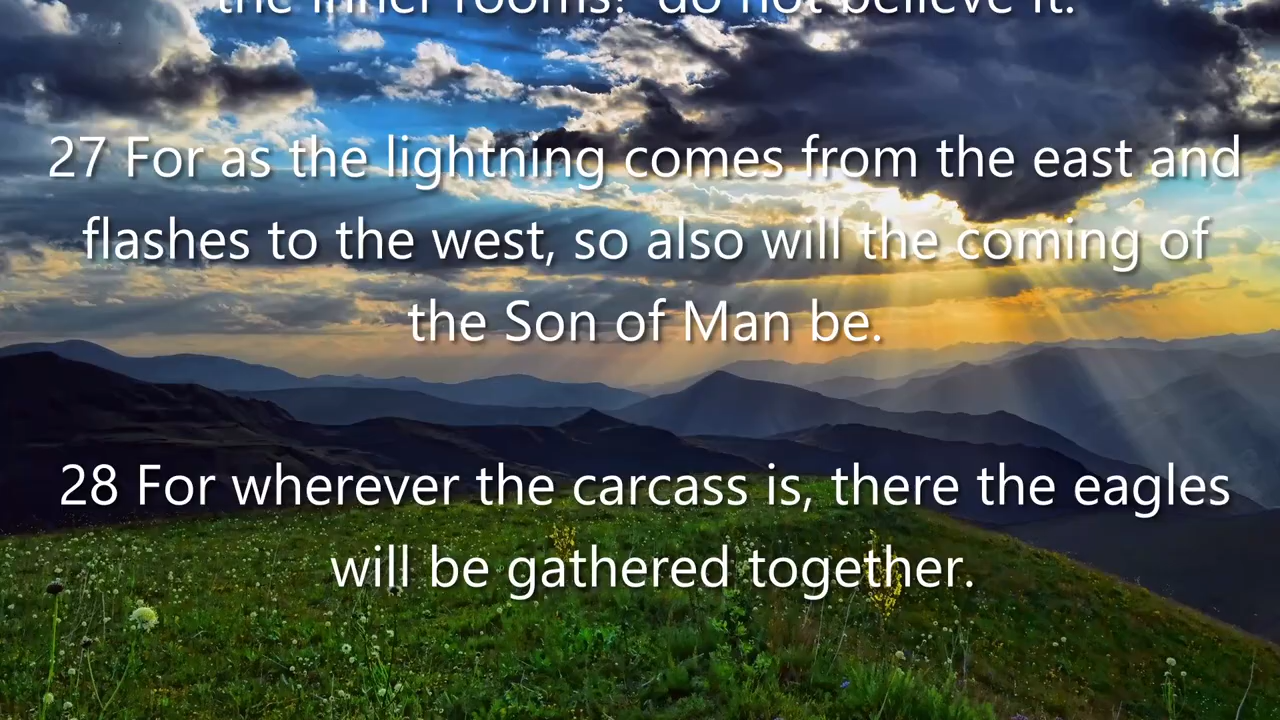 the inner rooms!' do not believe it.
27 For as the lightning comes from the east and
flashes to the west, so also will the coming of
the Son of Man be.
28 For wherever the carcass is, there the eagles
will be gathered together.